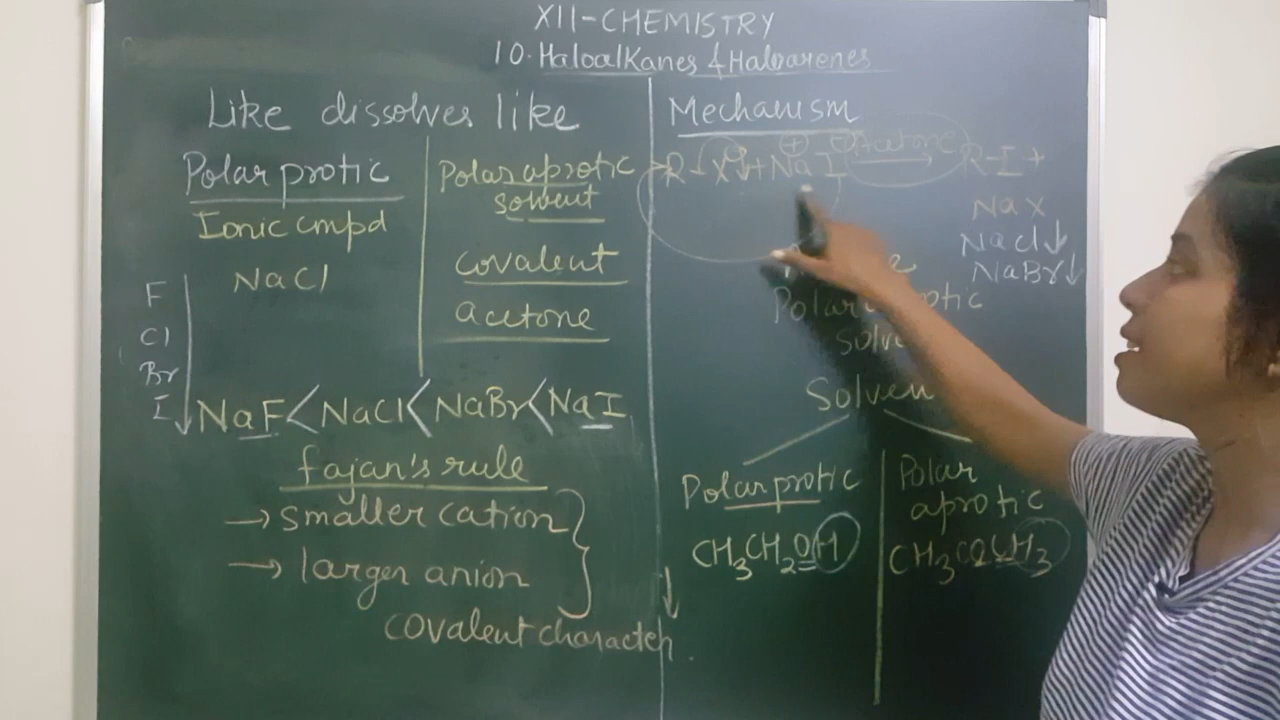 XII-CHEMISTRY
10. Haloalkanes & Haloarenes
Like dissolves like
Polar protic
Ionic cmpd
NaCl
Polar aprotic
solvent
covalent
acetone
F
Cl
Br
I
NaF < NaCl < NaBr < NaI
fajan's rule
→ smaller cation
→ larger anion
covalent character.
Mechanism
R-X + NaI Acetone R-I +
NaX
NaCl↓
NaBr↓
Solven
Polar protic
CH3CH2OH
Polar
aprotic
CH3COCH3